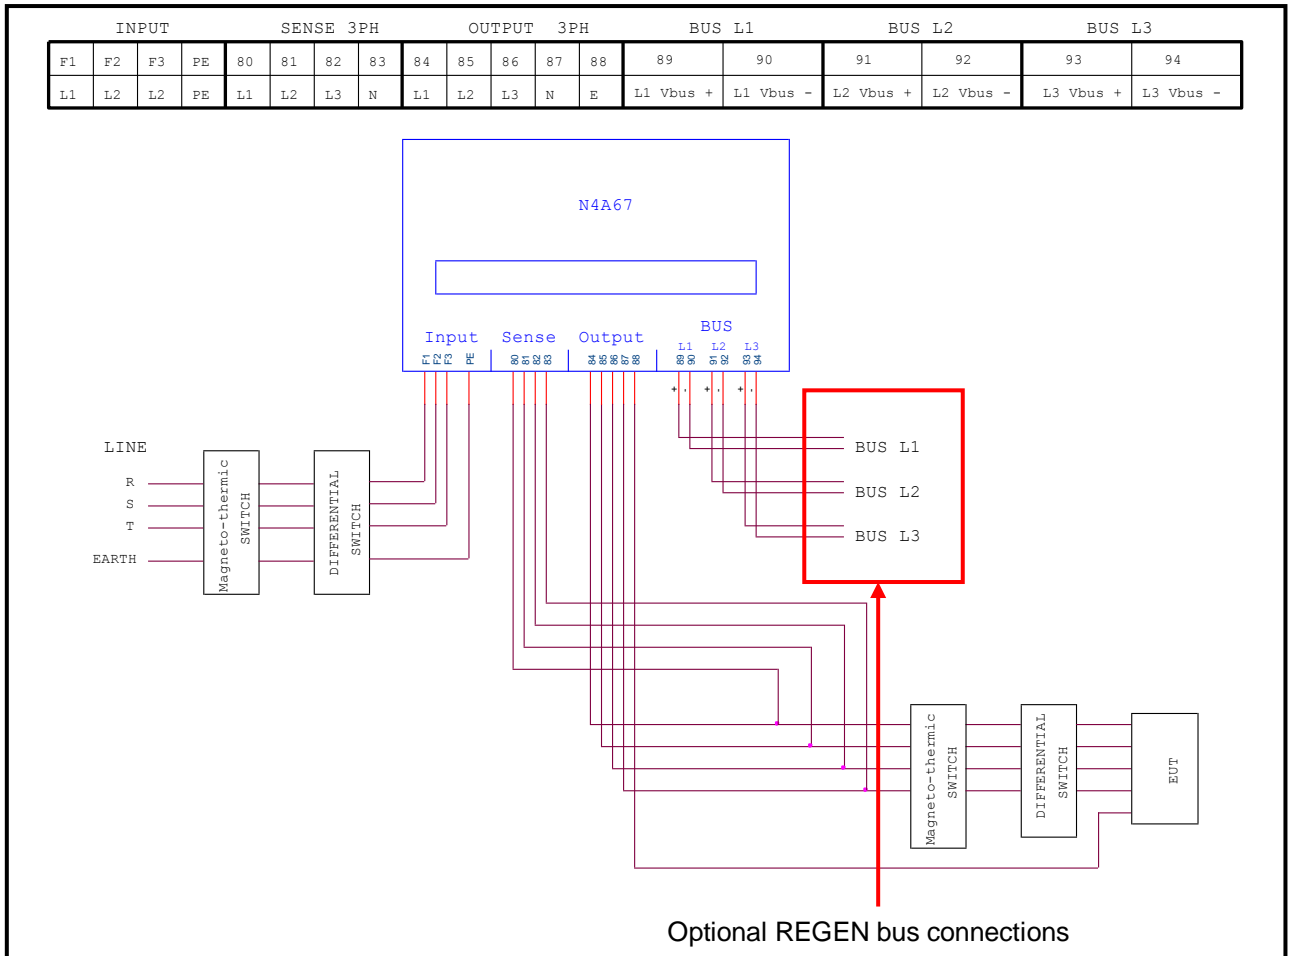 INPUT SENSE 3PH OUTPUT 3PH BUS L1 BUS L2 BUS L3
F1 F2 F3 PE 80 81 82 83 84 85 86 87 88 89 90 91 92 93 94
L1 L2 L2 PE L1 L2 L3 N L1 L2 L3 N E L1 Vbus + L1 Vbus - L2 Vbus + L2 Vbus - L3 Vbus + L3 Vbus -
N4A67
Input Sense Output BUS
L1 L2 L3
F1 F2 F3 PE 80 81 82 83 84 85 86 87 88 89 90 91 92 93 94
+ - + - + -
LINE
R
S
T
EARTH
Magneto-thermic
SWITCH
DIFFERENTIAL
SWITCH
BUS L1
BUS L2
BUS L3
Magneto-thermic
SWITCH
DIFFERENTIAL
SWITCH
EUT
Optional REGEN bus connections